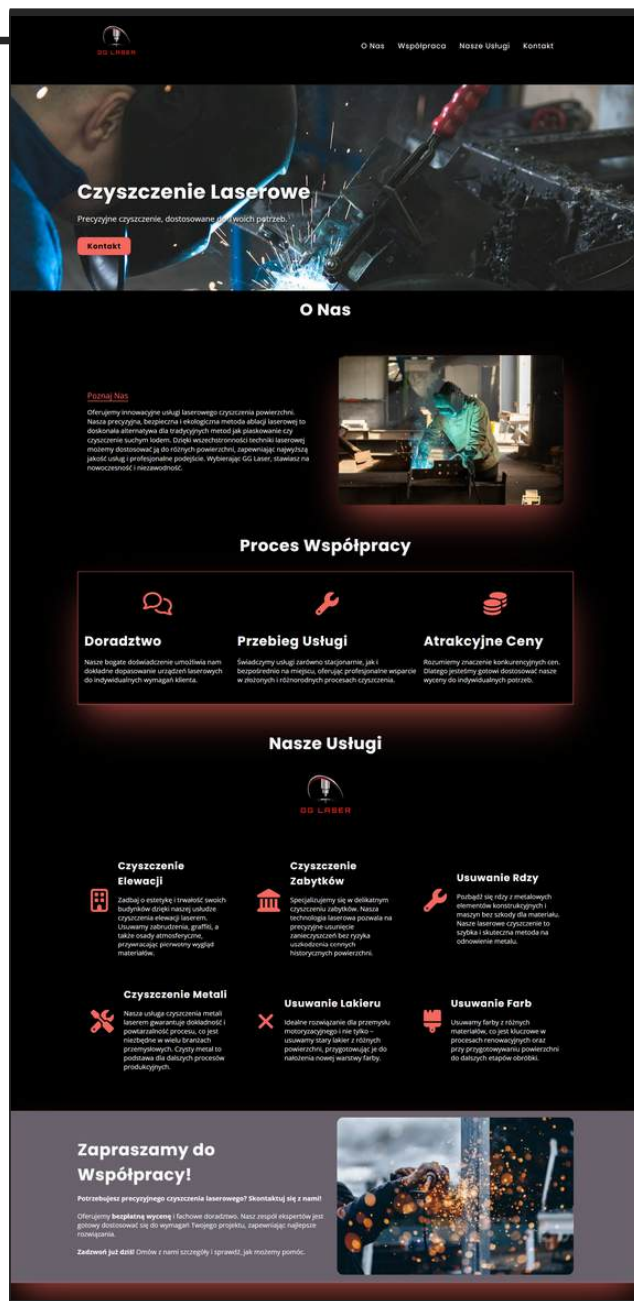 GG LASER
O Nas Współpraca Nasze Usługi Kontakt
Czyszczenie Laserowe
Precyzyjne czyszczenie, dostosowane do Twoich potrzeb.
Kontakt
O Nas
Poznaj Nas
Oferujemy innowacyjne usługi laserowego czyszczenia powierzchni.
Nasza precyzyjna, bezpieczna i ekologiczna metoda ablacji laserowej to
doskonała alternatywa dla tradycyjnych metod jak piaskowanie czy
czyszczenie suchym lodem. Dzięki wszechstronności techniki laserowej
możemy dostosować ją do różnych powierzchni, zapewniając najwyższą
jakość usług i profesjonalne podejście. Wybierając GG Laser, stawiasz na
nowoczesność i niezawodność.
Proces Współpracy
Doradztwo
Nasze bogate doświadczenie umożliwia nam
dokładne dopasowanie urządzeń laserowych
do indywidualnych wymagań klienta.
Przebieg Usługi
Świadczymy usługi zarówno stacjonarnie, jak i
bezpośrednio na miejscu, oferując profesjonalne wsparcie
w złożonych i różnorodnych procesach czyszczenia.
Atrakcyjne Ceny
Rozumiemy znaczenie konkurencyjnych cen.
Dlatego jesteśmy gotowi dostosować nasze
wyceny do indywidualnych potrzeb.
Nasze Usługi
GG LASER
Czyszczenie
Elewacji
Zadbaj o estetykę i trwałość swoich
budynków dzięki naszej usłudze
czyszczenia elewacji laserem.
Usuwamy zabrudzenia, graffiti, a
także osady atmosferyczne,
przywracając pierwotny wygląd
materiałów.
Czyszczenie
Zabytków
Specjalizujemy się w delikatnym
czyszczeniu zabytków. Nasza
technologia laserowa pozwala na
precyzyjne usunięcie
zanieczyszczeń bez ryzyka
uszkodzenia cennych
historycznych powierzchni.
Usuwanie Rdzy
Pozbądź się rdzy z metalowych
elementów konstrukcyjnych i
maszyn bez szkody dla materiału.
Nasze laserowe czyszczenie to
szybka i skuteczna metoda na
odnowienie metalu.
Czyszczenie Metali
Nasza usługa czyszczenia metali
laserem gwarantuje dokładność i
powtarzalność procesu, co jest
niezbędne w wielu branżach
przemysłowych. Czysty metal to
podstawa dla dalszych procesów
produkcyjnych.
Usuwanie Lakieru
Idealne rozwiązanie dla przemysłu
motoryzacyjnego i nie tylko –
usuwamy stary lakier z różnych
powierzchni, przygotowując je do
nałożenia nowej warstwy farby.
Usuwanie Farb
Usuwamy farby z różnych
materiałów, co jest kluczowe w
procesach renowacyjnych oraz
przy przygotowywaniu powierzchni
do dalszych etapów obróbki.
Zapraszamy do
Współpracy!
Potrzebujesz precyzyjnego czyszczenia laserowego? Skontaktuj się z nami!
Oferujemy bezpłatną wycenę i fachowe doradztwo. Nasz zespół ekspertów jest
gotowy dostosować się do wymagań Twojego projektu, zapewniając najlepsze
rozwiązania.
Zadzwoń już dziś! Omów z nami szczegóły i sprawdź, jak możemy pomóc.